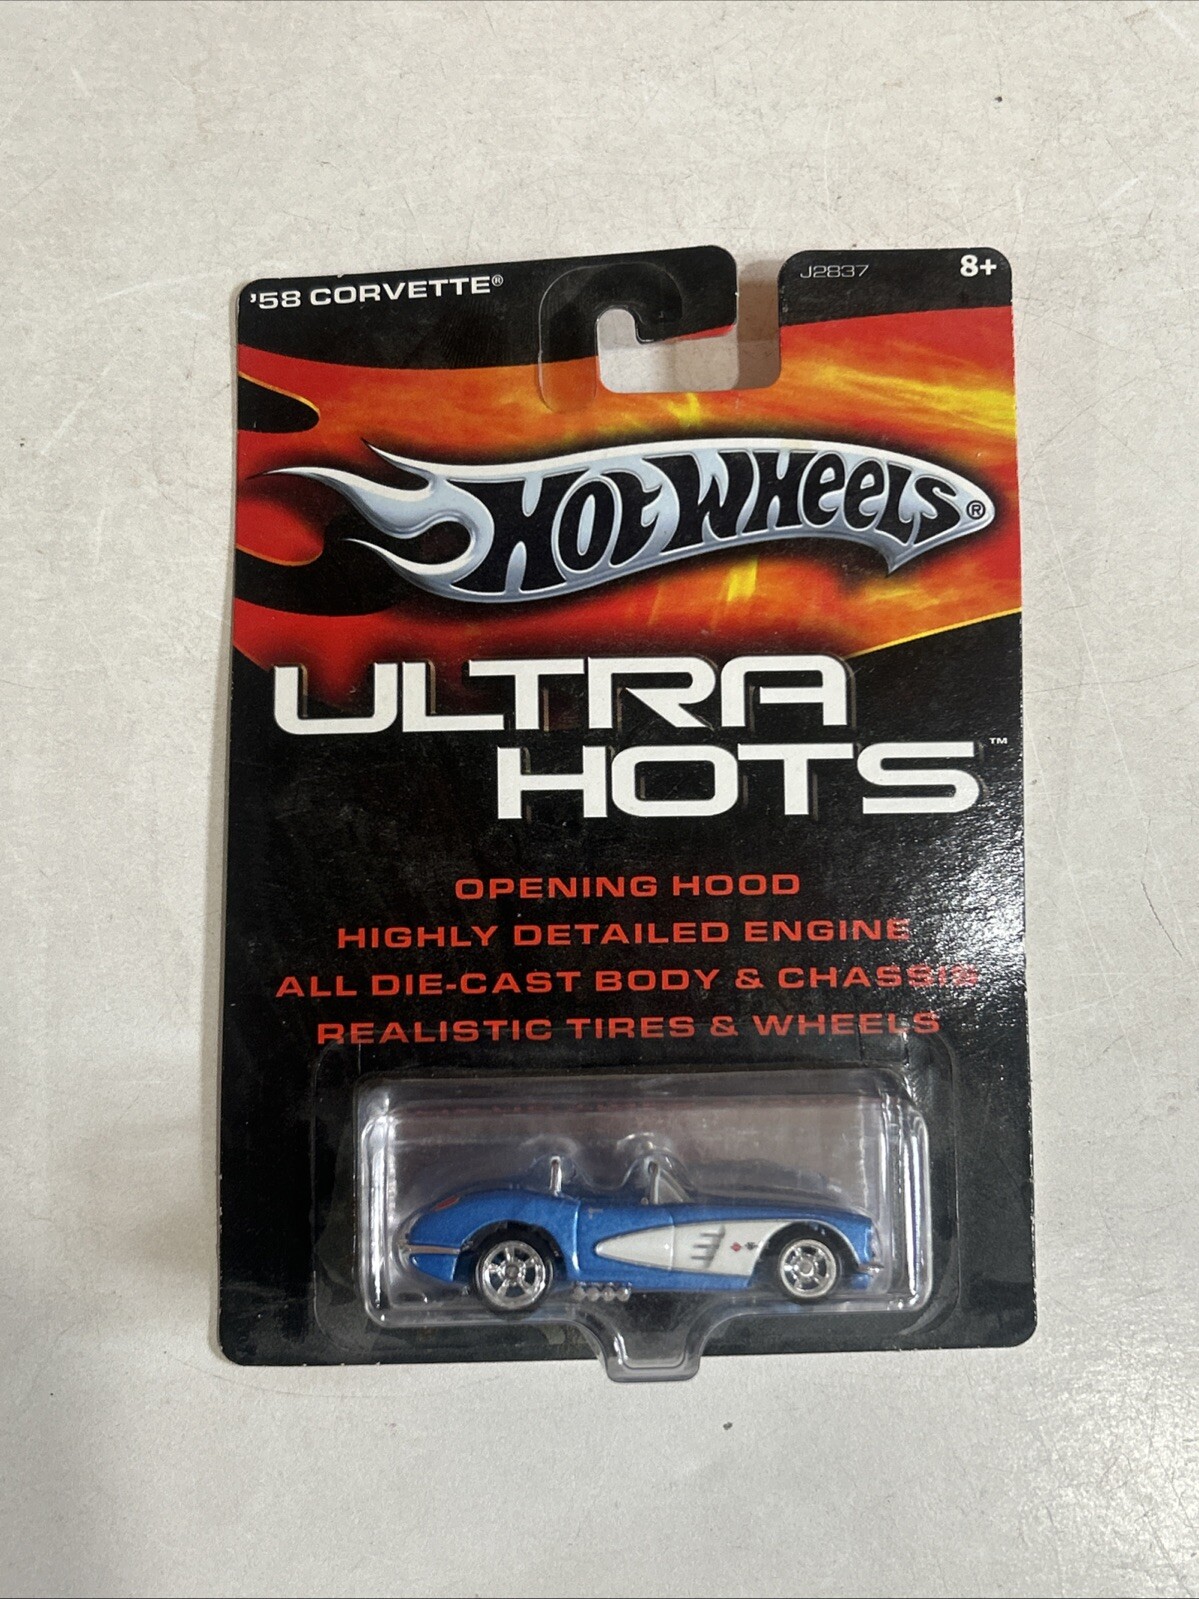 '58 CORVETTE®
J2837
8+
HOT WHEELS®
ULTRA
HOTS™
OPENING HOOD
HIGHLY DETAILED ENGINE
ALL DIE-CAST BODY & CHASSIS
REALISTIC TIRES & WHEELS